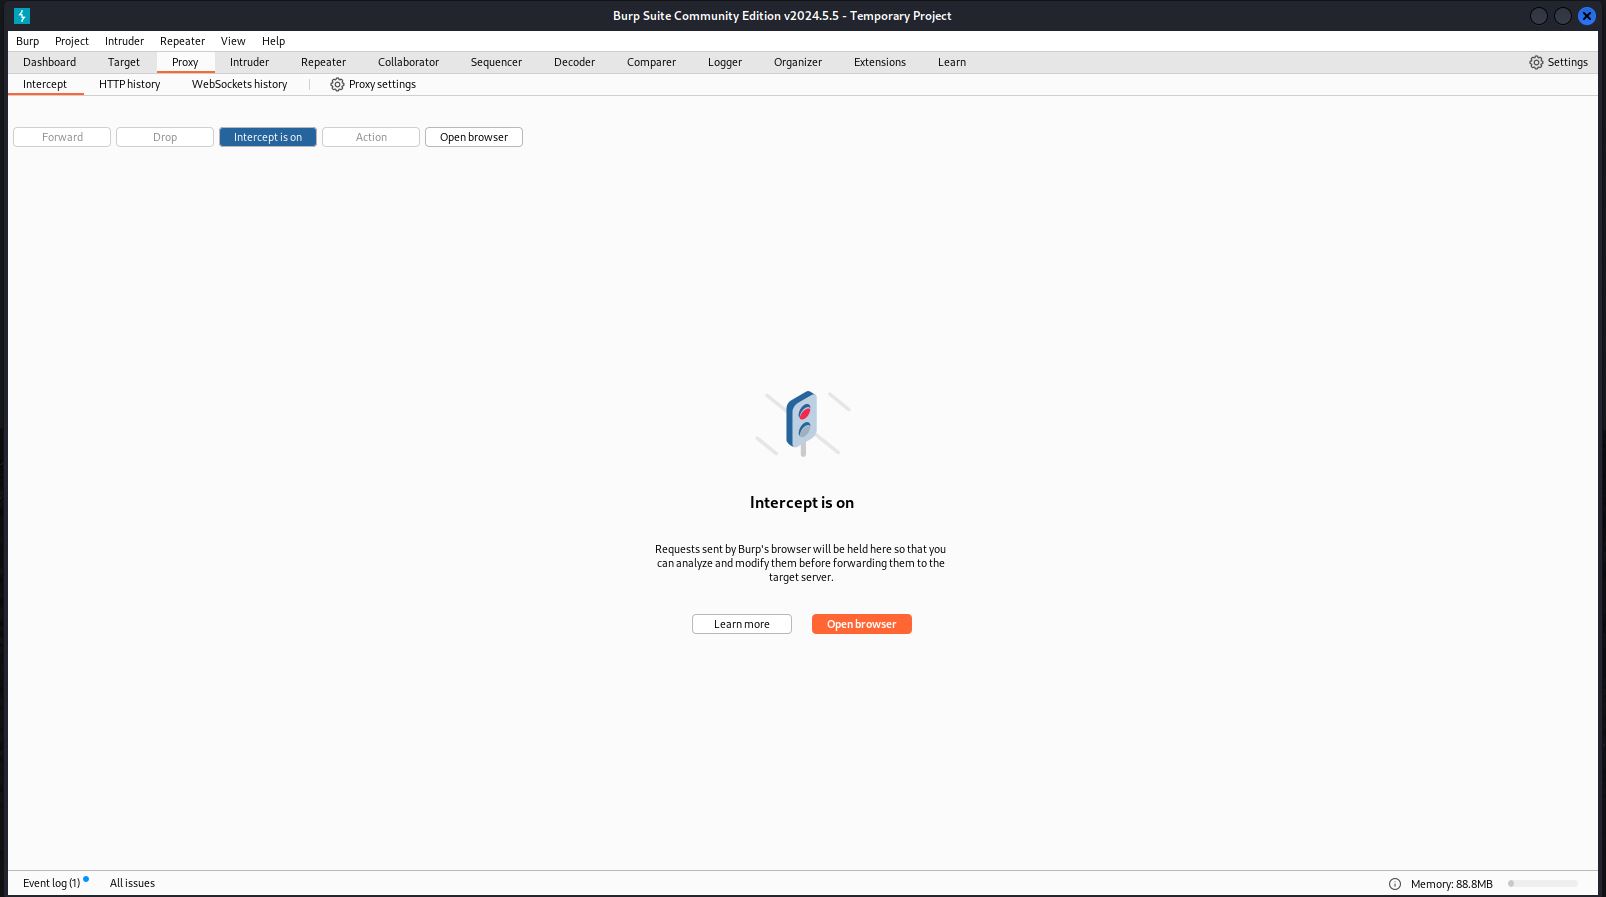 Burp Suite Community Edition v2024.5.5 - Temporary Project
Burp Project Intruder Repeater View Help
Dashboard Target Proxy Intruder Repeater Collaborator Sequencer Decoder Comparer Logger Organizer Extensions Learn Settings
Intercept HTTP history WebSockets history Proxy settings
Forward Drop Intercept is on Action Open browser
Intercept is on
Requests sent by Burp's browser will be held here so that you
can analyze and modify them before forwarding them to the
target server.
Learn more Open browser
Event log (1) All issues Memory: 88.8MB